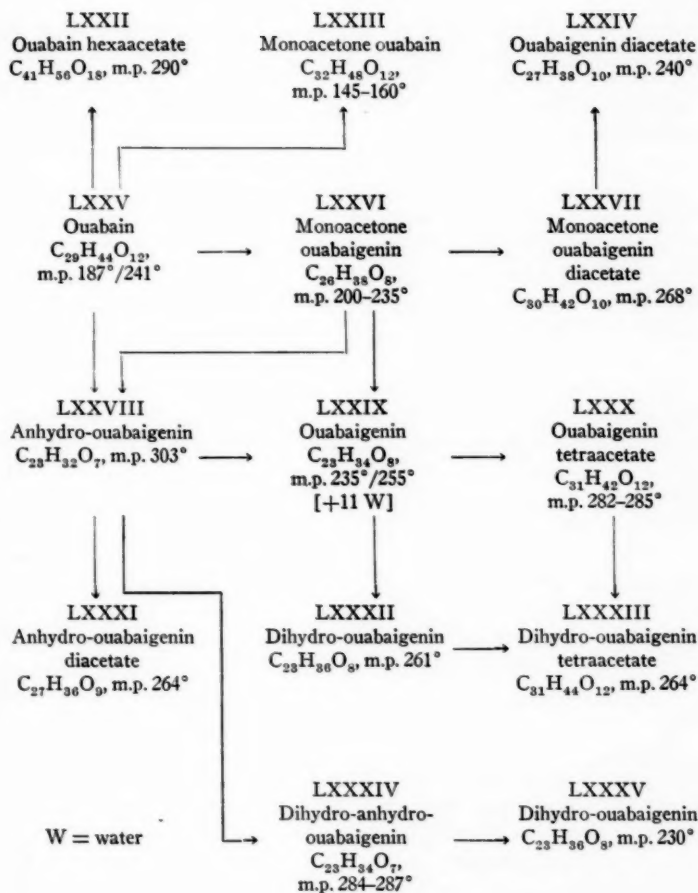 LXXII
Ouabain hexaacetate
C₄₁H₅₆O₁₈, m.p. 290°
LXXIII
Monoacetone ouabain
C₃₂H₄₈O₁₂,
m.p. 145–160°
LXXIV
Ouabaigenin diacetate
C₂₇H₃₈O₁₀, m.p. 240°
LXXV
Ouabain
C₂₉H₄₄O₁₂,
m.p. 187°/241°
LXXVI
Monoacetone
ouabaigenin
C₂₆H₃₈O₈,
m.p. 200–235°
LXXVII
Monoacetone
ouabaigenin
diacetate
C₃₀H₄₂O₁₀, m.p. 268°
LXXVIII
Anhydro-ouabaigenin
C₂₃H₃₂O₇, m.p. 303°
LXXIX
Ouabaigenin
C₂₃H₃₄O₈,
m.p. 235°/255°
[+11 W]
LXXX
Ouabaigenin
tetraacetate
C₃₁H₄₂O₁₂,
m.p. 282–285°
LXXXI
Anhydro-ouabaigenin
diacetate
C₂₇H₃₆O₉, m.p. 264°
LXXXII
Dihydro-ouabaigenin
C₂₃H₃₆O₈, m.p. 261°
LXXXIII
Dihydro-ouabaigenin
tetraacetate
C₃₁H₄₄O₁₂, m.p. 264°
W = water
LXXXIV
Dihydro-anhydro-
ouabaigenin
C₂₃H₃₄O₇,
m.p. 284–287°
LXXXV
Dihydro-ouabaigenin
C₂₃H₃₆O₈, m.p. 230°